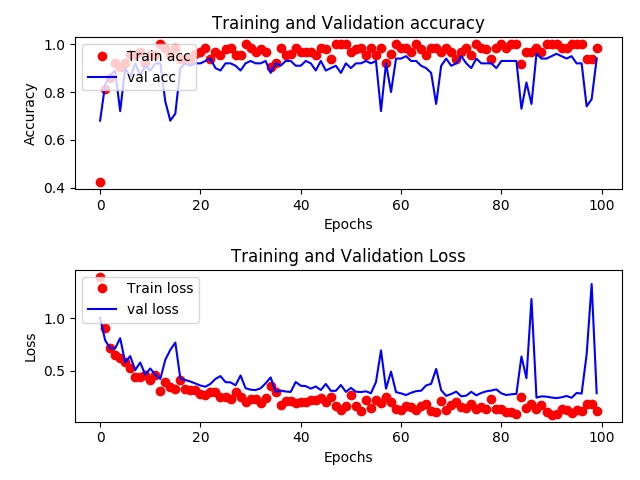 Training and Validation accuracy
1.0
0.8
0.6
0.4
Accuracy
Train acc
val acc
0 20 40 60 80 100
Epochs
Training and Validation Loss
1.0
0.5
Loss
Train loss
val loss
0 20 40 60 80 100
Epochs